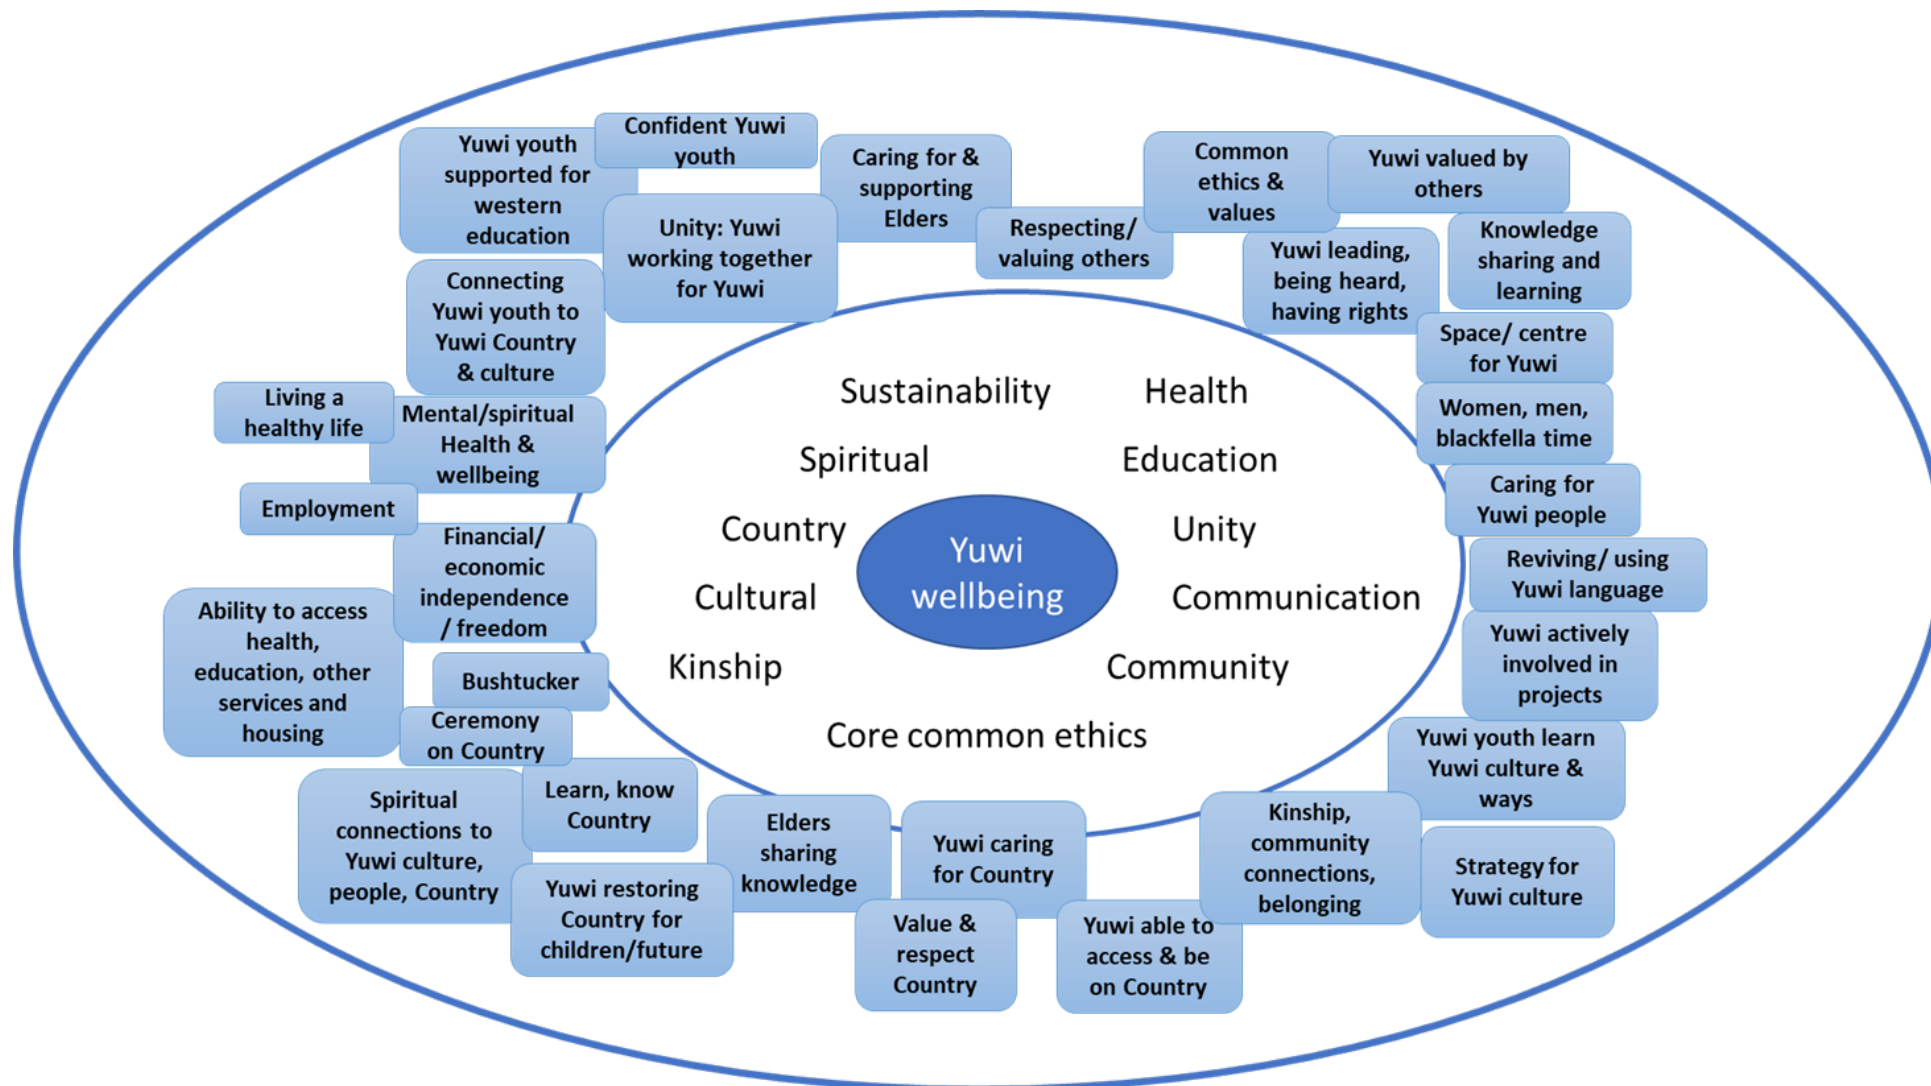 Confident Yuwi
youth
Yuwi youth
supported for
western
education
Caring for &
supporting
Elders
Common
ethics &
values
Yuwi valued by
others
Unity: Yuwi
working together
for Yuwi
Respecting/
valuing others
Yuwi leading,
being heard,
having rights
Knowledge
sharing and
learning
Connecting
Yuwi youth to
Yuwi Country
& culture
Space/ centre
for Yuwi
Living a
healthy life
Mental/spiritual
Health &
wellbeing
Women, men,
blackfella time
Employment
Caring for
Yuwi people
Financial/
economic
independence
/ freedom
Reviving/ using
Yuwi language
Ability to access
health,
education, other
services and
housing
Yuwi actively
involved in
projects
Bushtucker
Ceremony
on Country
Yuwi youth learn
Yuwi culture &
ways
Spiritual
connections to
Yuwi culture,
people, Country
Learn, know
Country
Elders
sharing
knowledge
Yuwi caring
for Country
Kinship,
community
connections,
belonging
Strategy for
Yuwi culture
Yuwi restoring
Country for
children/future
Value &
respect
Country
Yuwi able to
access & be
on Country
Sustainability
Health
Spiritual
Education
Country
Unity
Yuwi
wellbeing
Cultural
Communication
Kinship
Community
Core common ethics